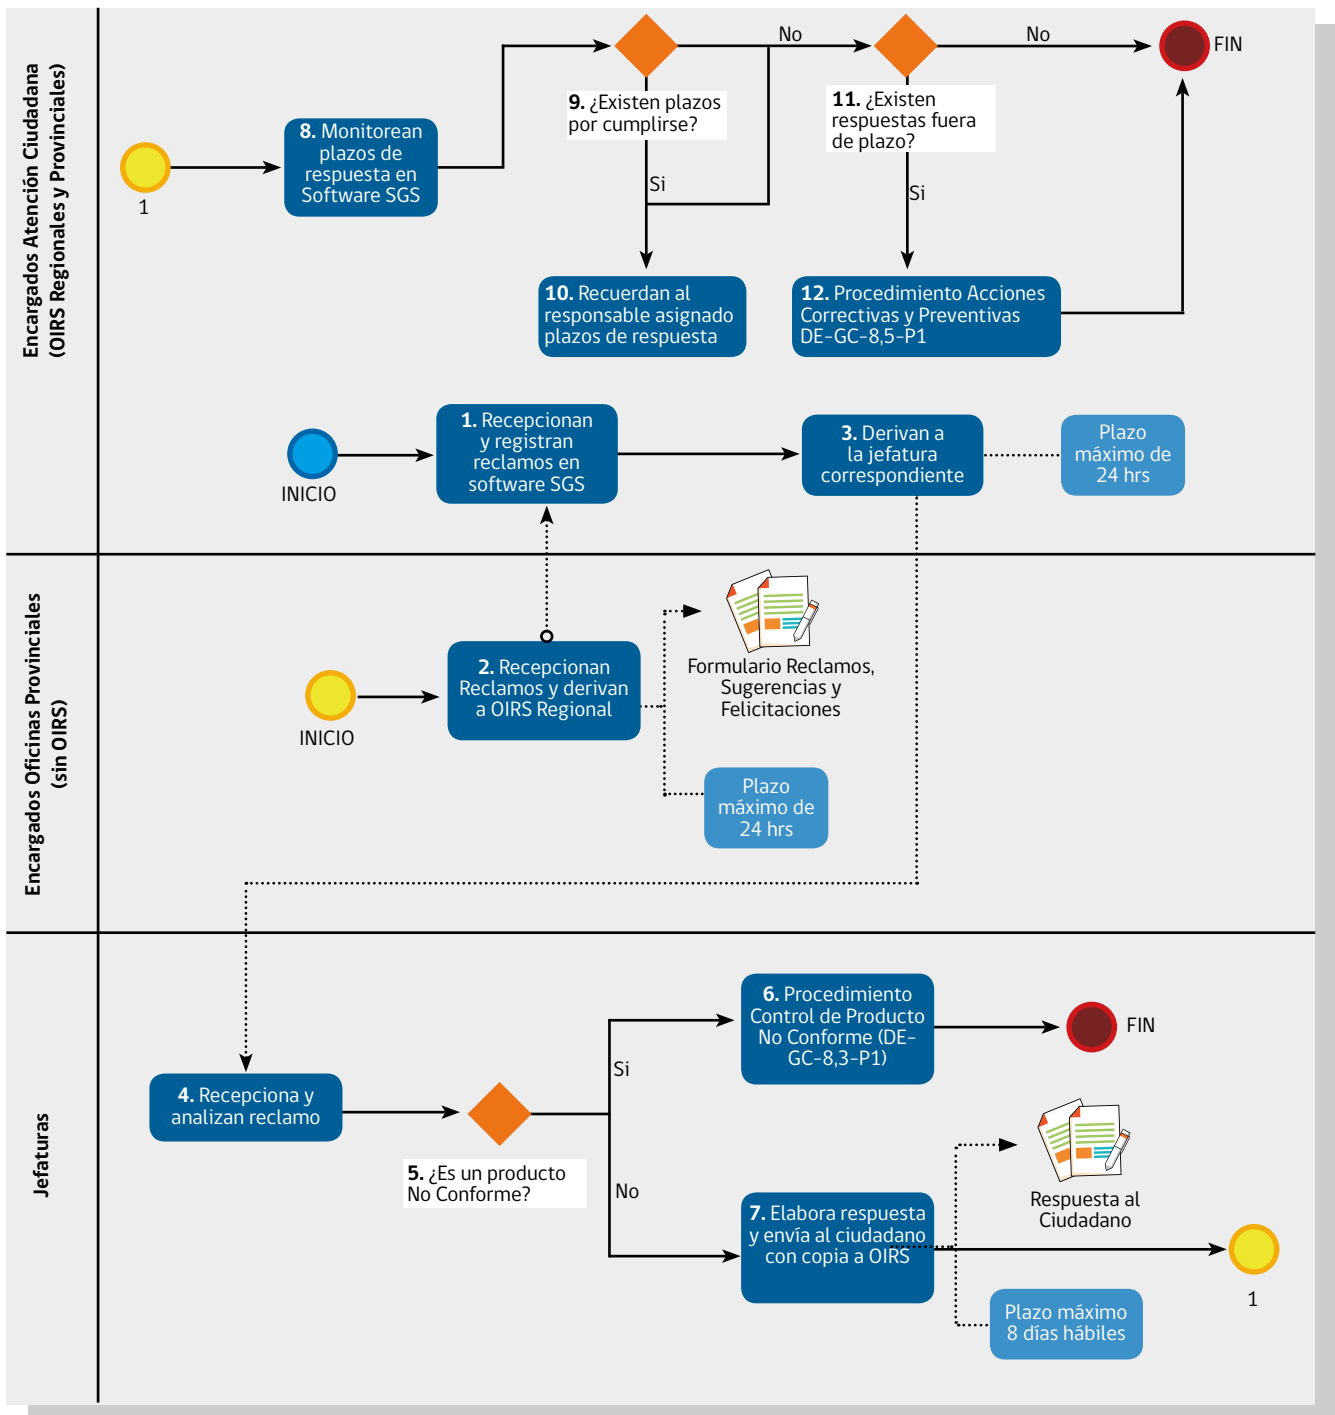 Encargados Atención Ciudadana
(OIRS Regionales y Provinciales)
1
8. Monitorean
plazos de
respuesta en
Software SGS
9. ¿Existen plazos
por cumplirse?
No
Si
10. Recuerdan al
responsable asignado
plazos de respuesta
11. ¿Existen
respuestas fuera
de plazo?
No
Si
FIN
12. Procedimiento Acciones
Correctivas y Preventivas
DE-GC-8,5-P1
INICIO
1. Recepcionan
y registran
reclamos en
software SGS
3. Derivan a
la jefatura
correspondiente
Plazo
máximo de
24 hrs
Encargados Oficinas Provinciales
(sin OIRS)
INICIO
2. Recepcionan
Reclamos y derivan
a OIRS Regional
Formulario Reclamos,
Sugerencias y
Felicitaciones
Plazo
máximo de
24 hrs
Jefaturas
4. Recepciona y
analizan reclamo
5. ¿Es un producto
No Conforme?
Si
No
6. Procedimiento
Control de Producto
No Conforme (DE-
GC-8,3-P1)
FIN
7. Elabora respuesta
y envía al ciudadano
con copia a OIRS
Respuesta al
Ciudadano
1
Plazo máximo
8 días hábiles